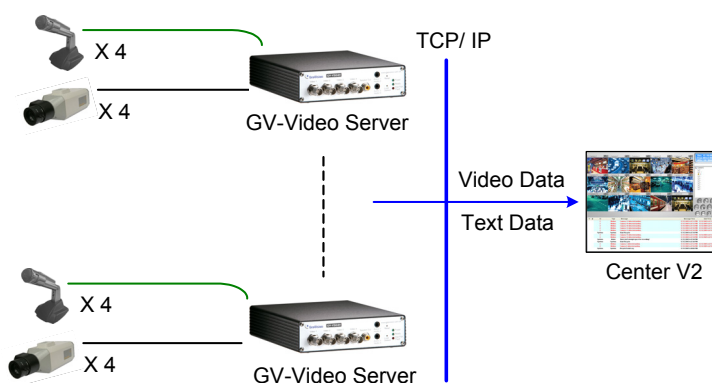 X 4
TCP/ IP
X 4
GV-Video Server
Video Data
Text Data
Center V2
X 4
X 4
GV-Video Server